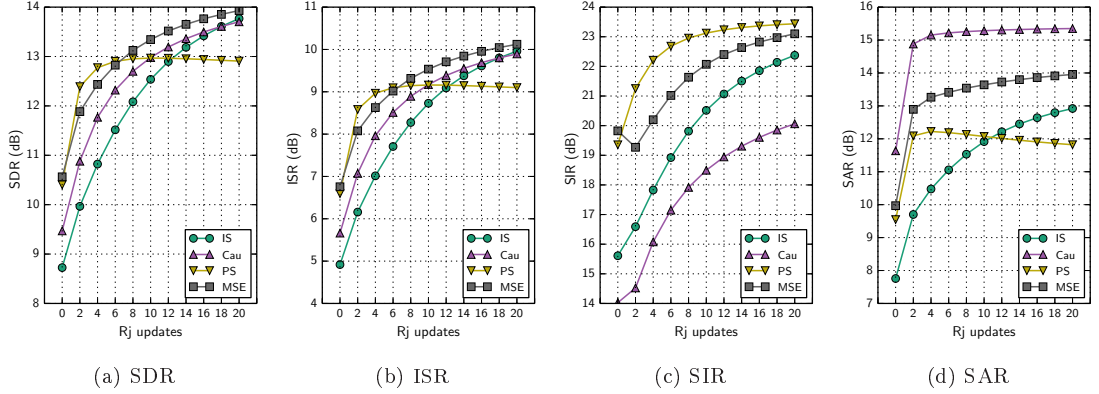 SDR (dB)
14
13
12
11
10
9
8
0 2 4 6 8 10 12 14 16 18 20
Rj updates
IS
Cau
PS
MSE
(a) SDR
ISR (dB)
11
10
9
8
7
6
5
4
0 2 4 6 8 10 12 14 16 18 20
Rj updates
IS
Cau
PS
MSE
(b) ISR
SIR (dB)
24
23
22
21
20
19
18
17
16
15
14
0 2 4 6 8 10 12 14 16 18 20
Rj updates
IS
Cau
PS
MSE
(c) SIR
SAR (dB)
16
15
14
13
12
11
10
9
8
7
0 2 4 6 8 10 12 14 16 18 20
Rj updates
IS
Cau
PS
MSE
(d) SAR